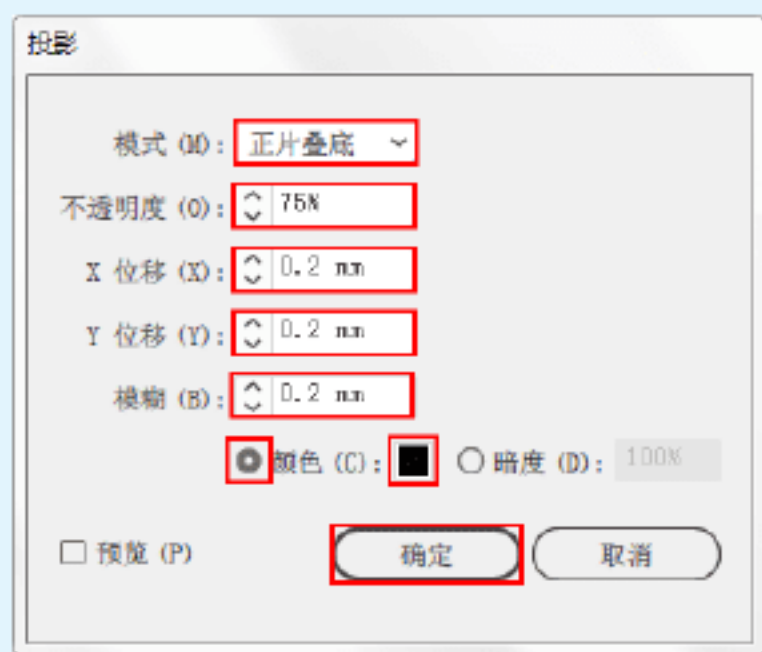 投影
模式 (M): 正片叠底
不透明度 (O): 75%
X 位移 (X): 0.2 mm
Y 位移 (Y): 0.2 mm
模糊 (B): 0.2 mm
颜色 (C): 暗度 (D): 100%
预览 (P) 确定 取消